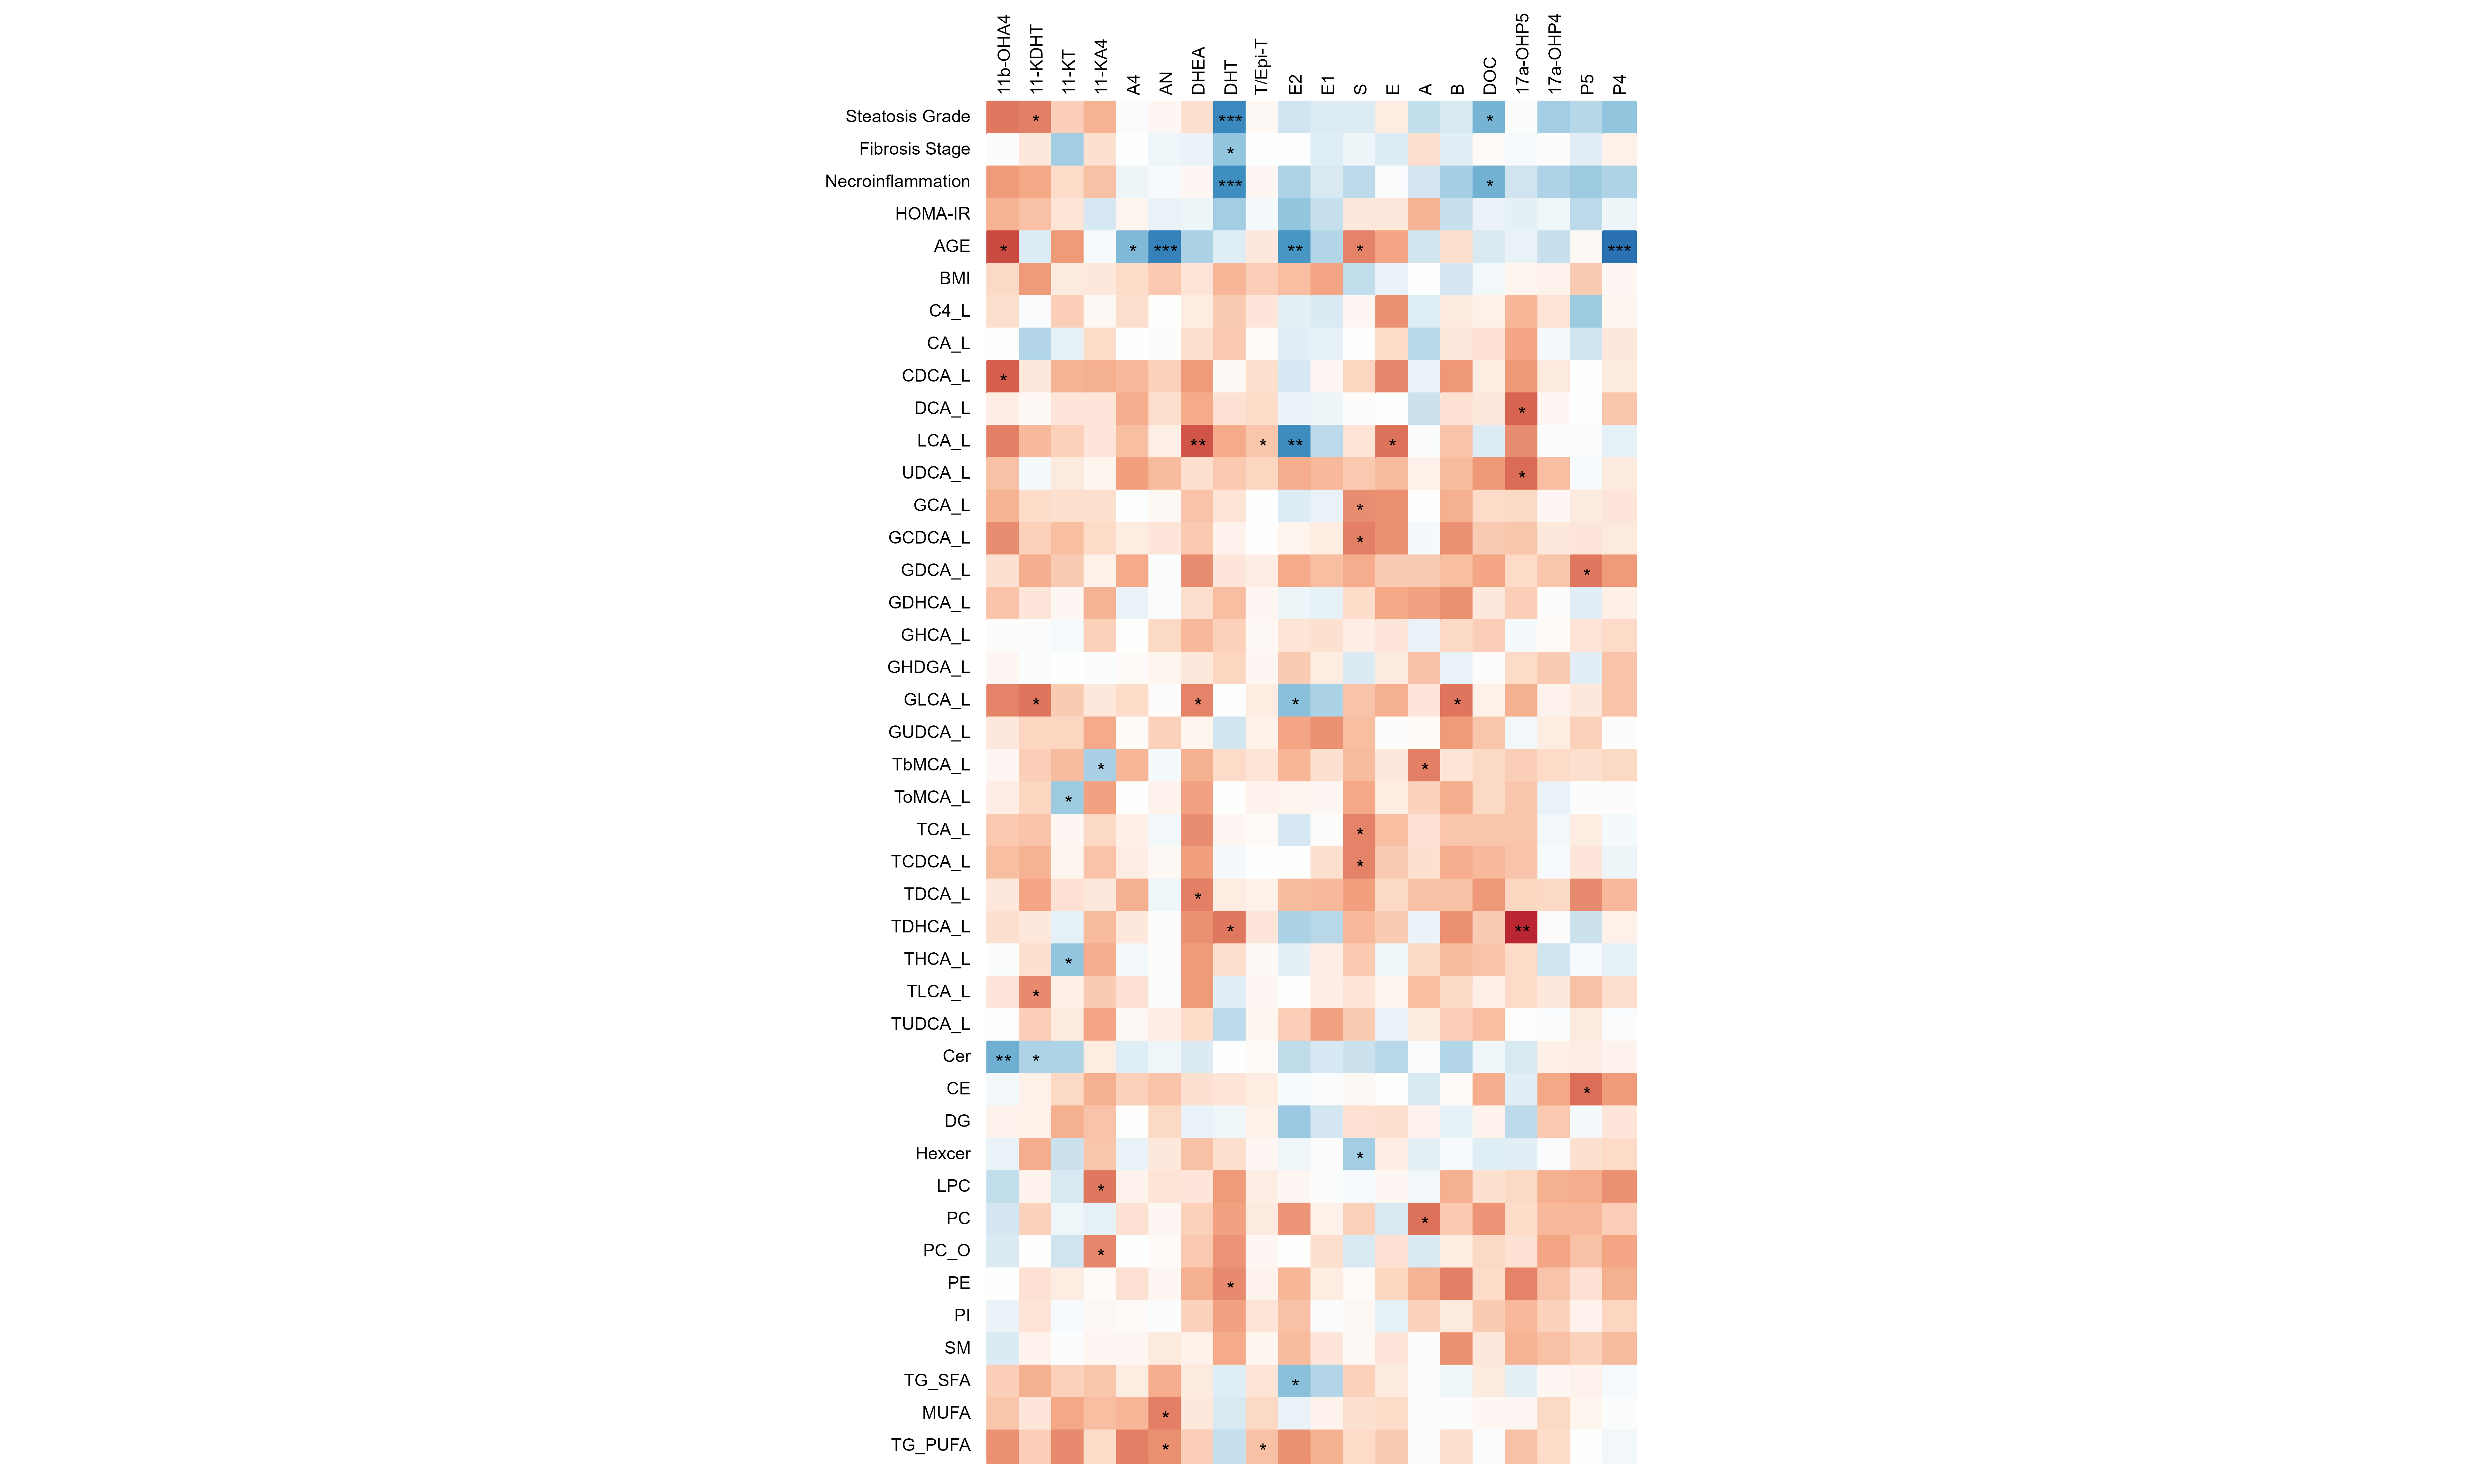 11b-OHA4 11-KDHT 11-KT 11-KA4 A4 AN DHEA DHT T/Epi-T E2 E1 S E A B DOC 17a-OHP5 17a-OHP4 P5 P4
Steatosis Grade * *** *
Fibrosis Stage *
Necroinflammation *** *
HOMA-IR
AGE * * *** ** * ***
BMI
C4_L
CA_L
CDCA_L *
DCA_L *
LCA_L ** * ** *
UDCA_L *
GCA_L *
GCDCA_L *
GDCA_L *
GDHCA_L
GHCA_L
GHDGA_L
GLCA_L * * * *
GUDCA_L
TbMCA_L * *
ToMCA_L *
TCA_L *
TCDCA_L *
TDCA_L *
TDHCA_L * **
THCA_L *
TLCA_L *
TUDCA_L
Cer ** *
CE *
DG
Hexcer *
LPC *
PC *
PC_O *
PE *
PI
SM
TG_SFA *
MUFA *
TG_PUFA * *